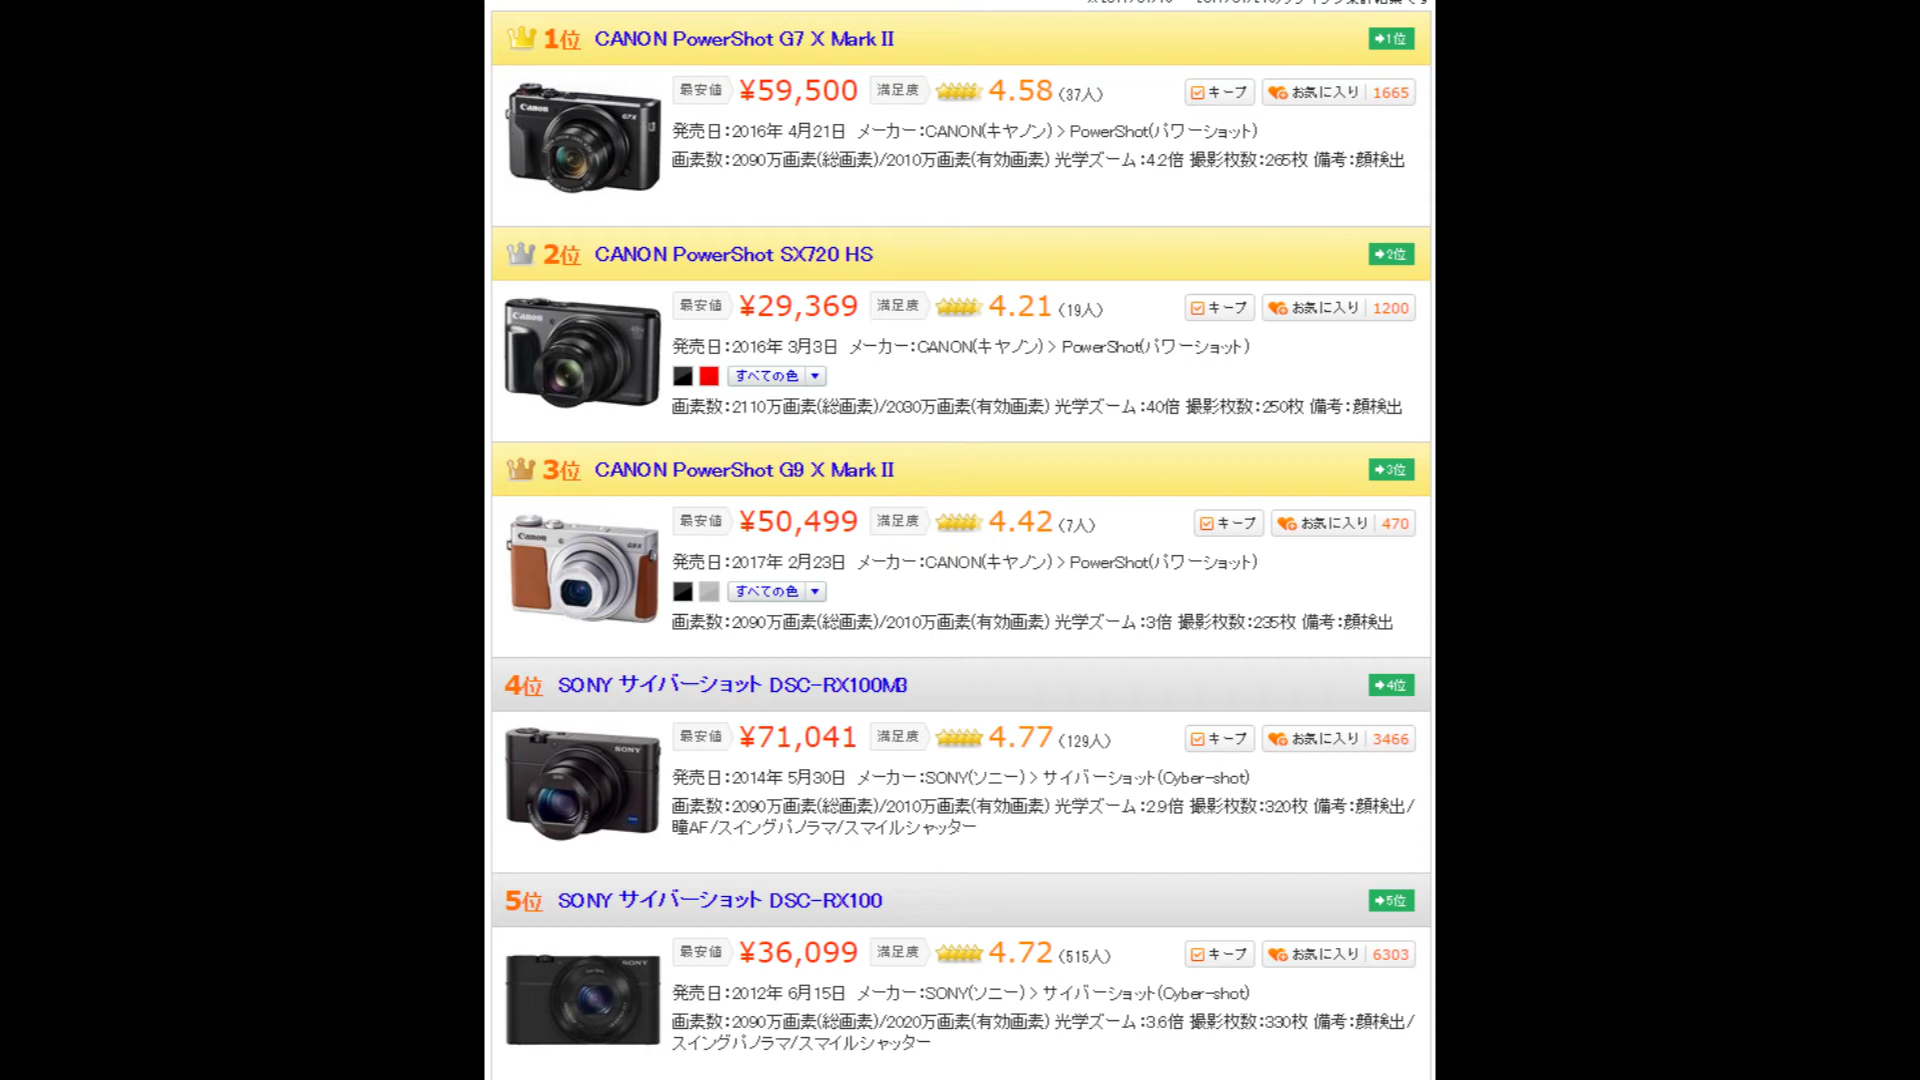 1位 CANON PowerShot G7 X Mark II →1位
最安値 ¥59,500 満足度 4.58 (37人) キープ お気に入り 1665
発売日:2016年 4月21日 メーカー:CANON(キヤノン) > PowerShot(パワーショット)
画素数:2090万画素(総画素)/2010万画素(有効画素) 光学ズーム:4.2倍 撮影枚数:265枚 備考:顔検出
Canon
G7X
2位 CANON PowerShot SX720 HS →2位
最安値 ¥29,369 満足度 4.21 (19人) キープ お気に入り 1200
発売日:2016年 3月3日 メーカー:CANON(キヤノン) > PowerShot(パワーショット)
Canon
すべての色
画素数:2110万画素(総画素)/2030万画素(有効画素) 光学ズーム:40倍 撮影枚数:250枚 備考:顔検出
3位 CANON PowerShot G9 X Mark II →3位
最安値 ¥50,499 満足度 4.42 (7人) キープ お気に入り 470
発売日:2017年 2月23日 メーカー:CANON(キヤノン) > PowerShot(パワーショット)
Canon
G9X
すべての色
画素数:2090万画素(総画素)/2010万画素(有効画素) 光学ズーム:3倍 撮影枚数:235枚 備考:顔検出
4位 SONY サイバーショット DSC-RX100M3 →4位
最安値 ¥71,041 満足度 4.77 (129人) キープ お気に入り 3466
SONY
発売日:2014年 5月30日 メーカー:SONY(ソニー) > サイバーショット(Cyber-shot)
画素数:2090万画素(総画素)/2010万画素(有効画素) 光学ズーム:2.9倍 撮影枚数:320枚 備考:顔検出/
瞳AF/スイングパノラマ/スマイルシャッター
5位 SONY サイバーショット DSC-RX100 →5位
最安値 ¥36,099 満足度 4.72 (515人) キープ お気に入り 6303
SONY
発売日:2012年 6月15日 メーカー:SONY(ソニー) > サイバーショット(Cyber-shot)
画素数:2090万画素(総画素)/2020万画素(有効画素) 光学ズーム:3.6倍 撮影枚数:330枚 備考:顔検出/
スイングパノラマ/スマイルシャッター